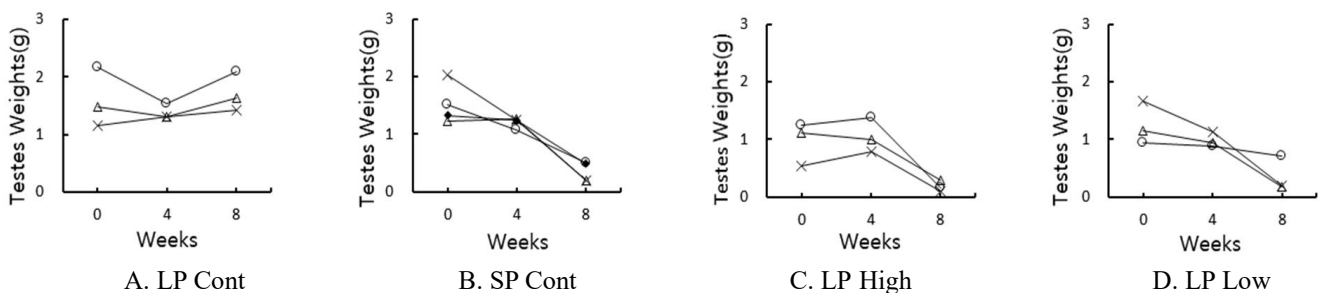 3
2
1
0
Testes Weights(g)
0 4 8
Weeks
A. LP Cont
3
2
1
0
Testes Weights(g)
0 4 8
Weeks
B. SP Cont
3
2
1
0
Testes Weights(g)
0 4 8
Weeks
C. LP High
3
2
1
0
Testes Weights(g)
0 4 8
Weeks
D. LP Low